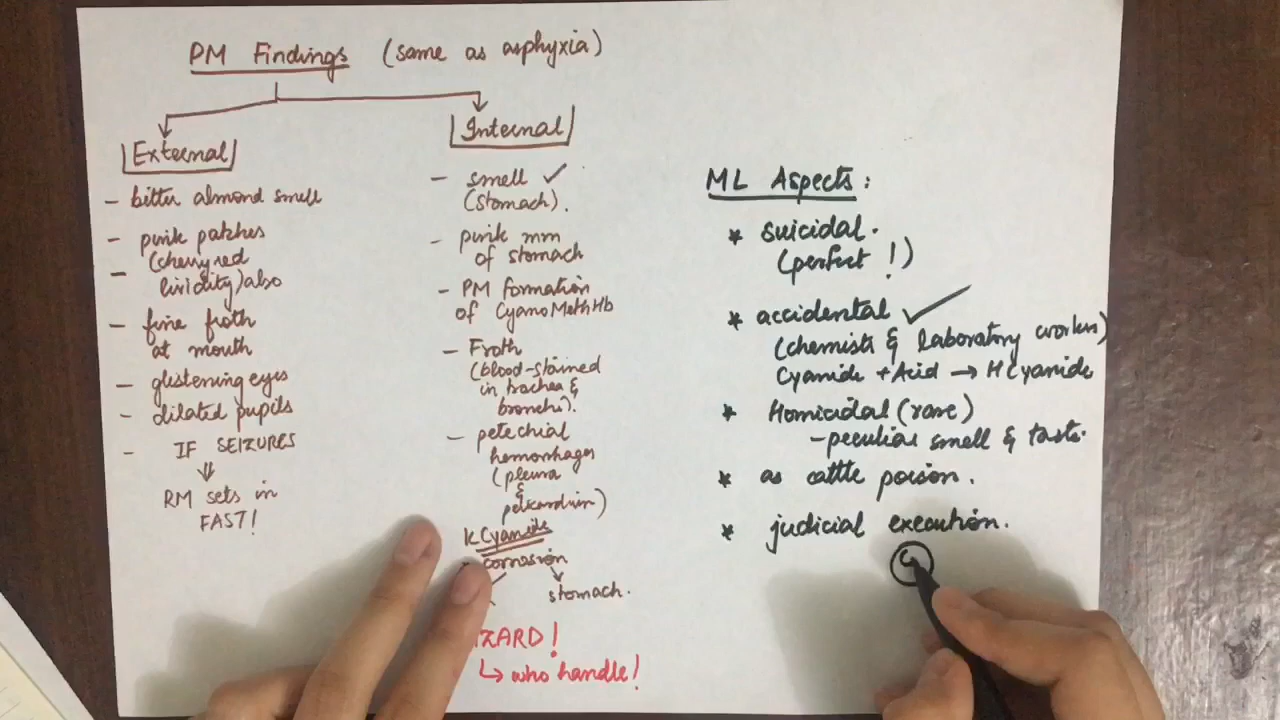 PM Findings (same as asphyxia)
External
- bitter almond smell
- pink patches
(cherry red
- lividity) also
- fine froth
at mouth
- glistening eyes
- dilated pupils
- IF SEIZURES
RM sets in
FAST!
Internal
- smell ✓
(stomach).
- pink mm
of stomach
- PM formation
of CyanoMethHb
- Froth
(blood-stained
in trachea &
bronchi).
- petechial
hemorrhages
(pleura
&
pericardium)
KCyanide
corrosion
stomach.
ZARD!
↳ who handle!
ML Aspects:
* suicidal.
(perfect!)
* accidental ✓
(chemists & laboratory workers)
Cyanide + Acid → HCyanide
* Homicidal (rare)
- peculiar smell & taste.
* as cattle poison.
* judicial execution.